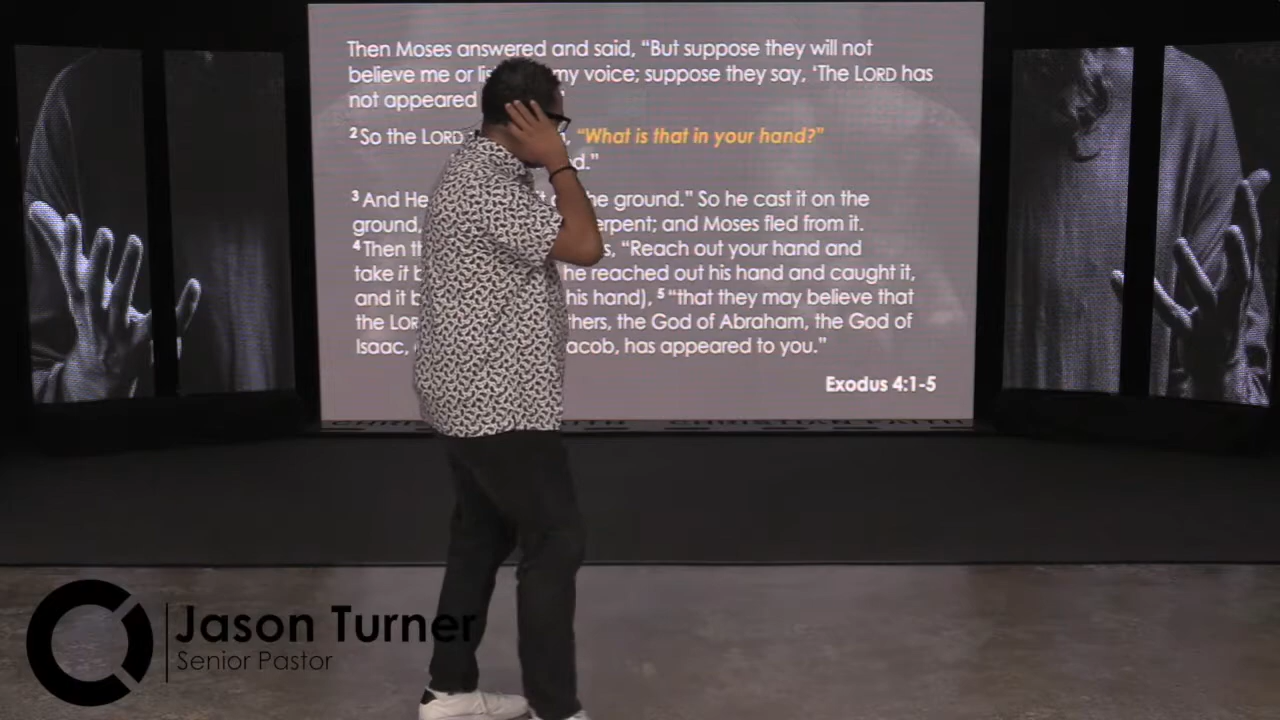 Then Moses answered and said, “But suppose they will not
believe me or my voice; suppose they say, ‘The LORD has
not appeared
2 So the LORD “What is that in your hand?”
3 And He the ground.” So he cast it on the
ground, and Moses fled from it.
4 Then “Reach out your hand and
take it he reached out his hand and caught it,
and it his hand), 5 “that they may believe that
the the God of Abraham, the God of
Isaac, has appeared to you.”
Exodus 4:1-5
CHRISTIAN FAITH
Jason Turner
Senior Pastor